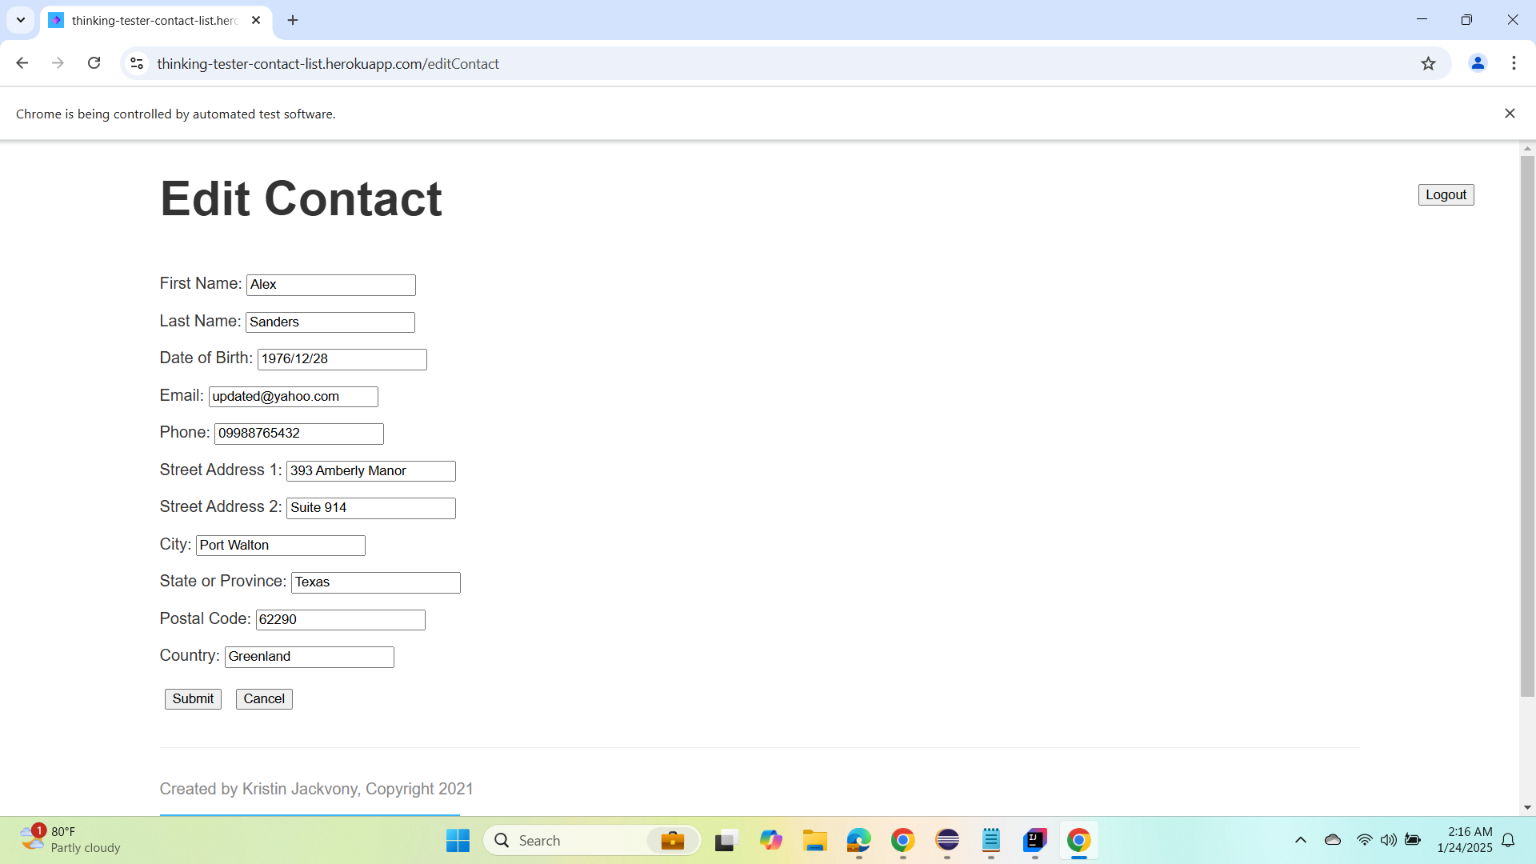 thinking-tester-contact-list.herc
thinking-tester-contact-list.herokuapp.com/editContact
Chrome is being controlled by automated test software.
Edit Contact
Logout
First Name: Alex
Last Name: Sanders
Date of Birth: 1976/12/28
Email: updated@yahoo.com
Phone: 09988765432
Street Address 1: 393 Amberly Manor
Street Address 2: Suite 914
City: Port Walton
State or Province: Texas
Postal Code: 62290
Country: Greenland
Submit Cancel
Created by Kristin Jackvony, Copyright 2021
1
80°F
Partly cloudy
Search
2:16 AM
1/24/2025